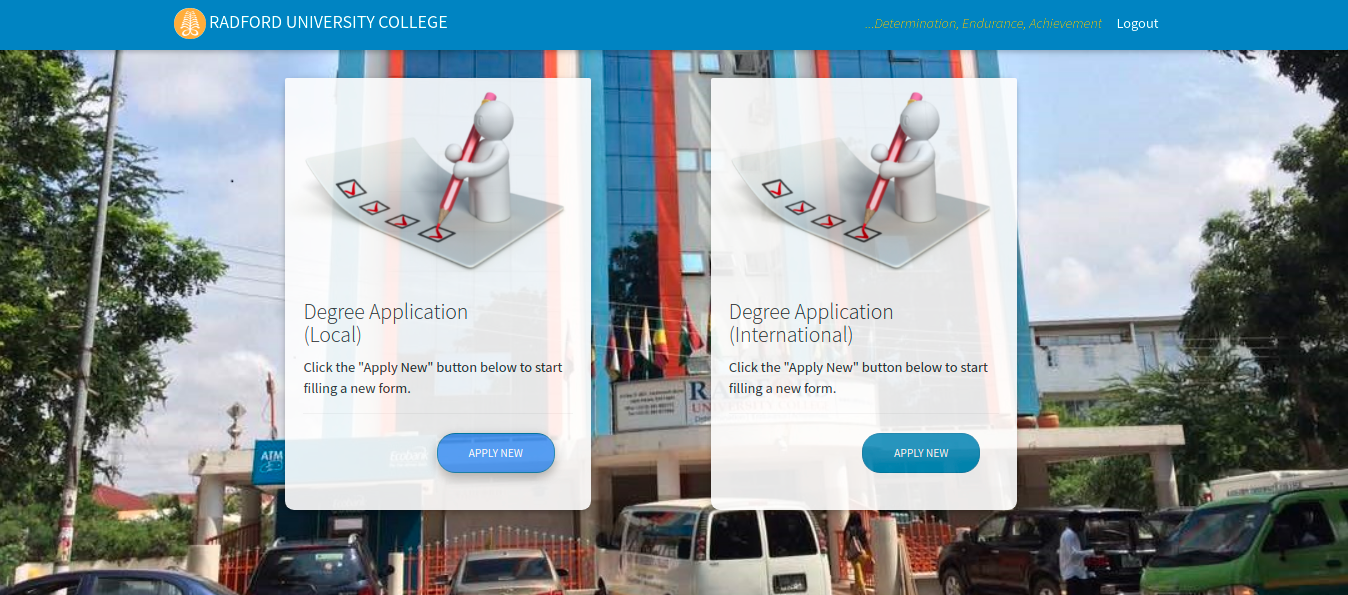 RADFORD UNIVERSITY COLLEGE
...Determination, Endurance, Achievement
Logout
Degree Application
(Local)
Click the "Apply New" button below to start
filling a new form.
APPLY NEW
Degree Application
(International)
Click the "Apply New" button below to start
filling a new form.
APPLY NEW
ATM
Ecobank